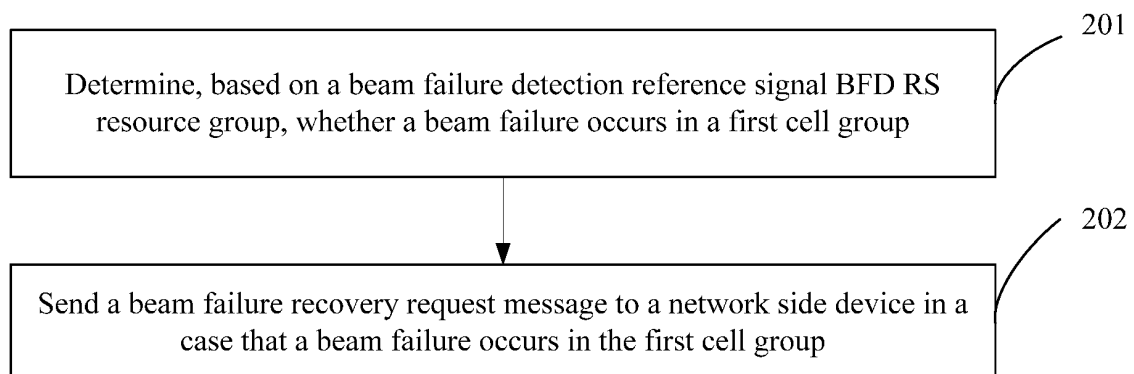 201
Determine, based on a beam failure detection reference signal BFD RS
resource group, whether a beam failure occurs in a first cell group
202
Send a beam failure recovery request message to a network side device in a
case that a beam failure occurs in the first cell group